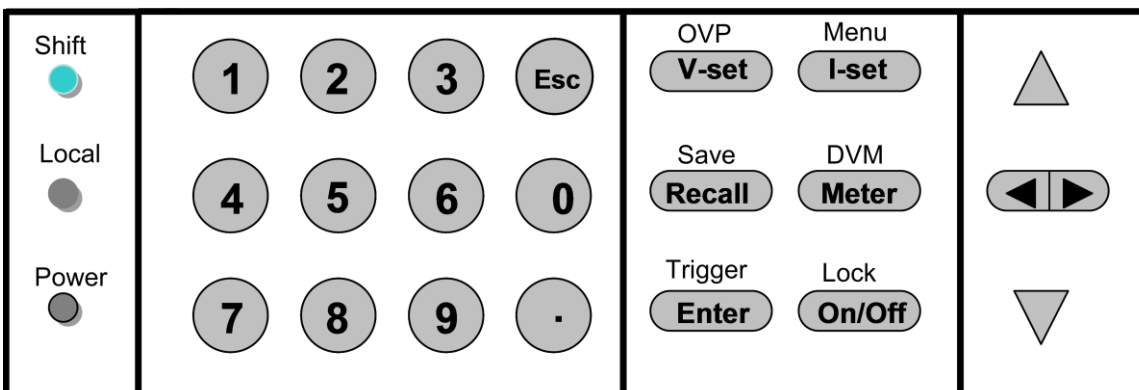 Shift
Local
Power
1 2 3 Esc
4 5 6 0
7 8 9 .
OVP Menu
V-set I-set
Save DVM
Recall Meter
Trigger Lock
Enter On/Off